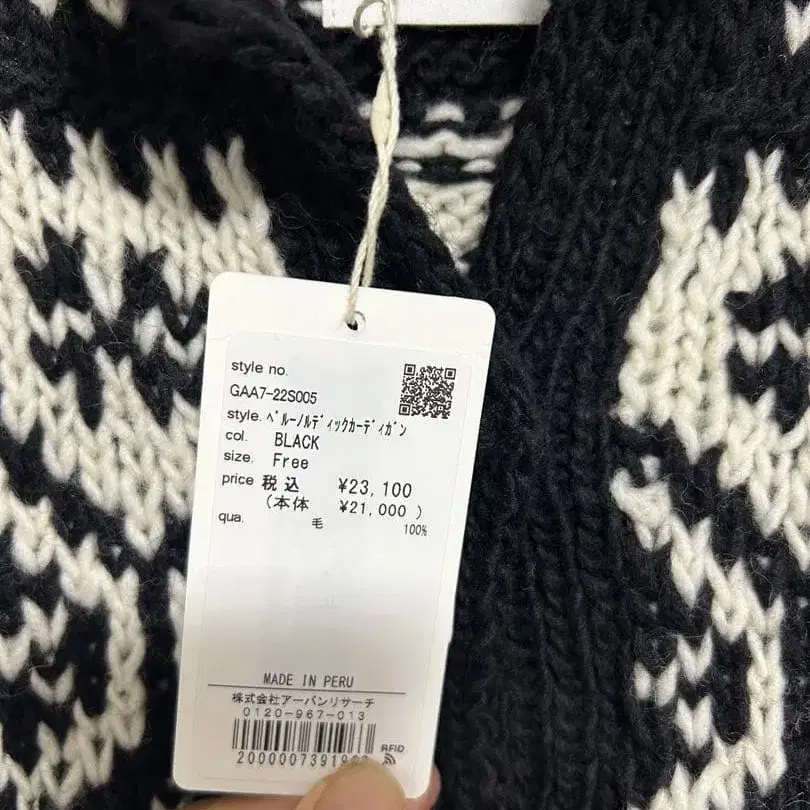 style no.
GAA7-22S005
style. ﾍﾟﾙｰﾉﾙﾃﾞｨｯｸｶｰﾃﾞｨｶﾞﾝ
col. BLACK
size. Free
price 税込 ¥23,100
(本体 ¥21,000 )
qua. 毛 100%
MADE IN PERU
株式会社アーバンリサーチ
0120-967-013
RFID